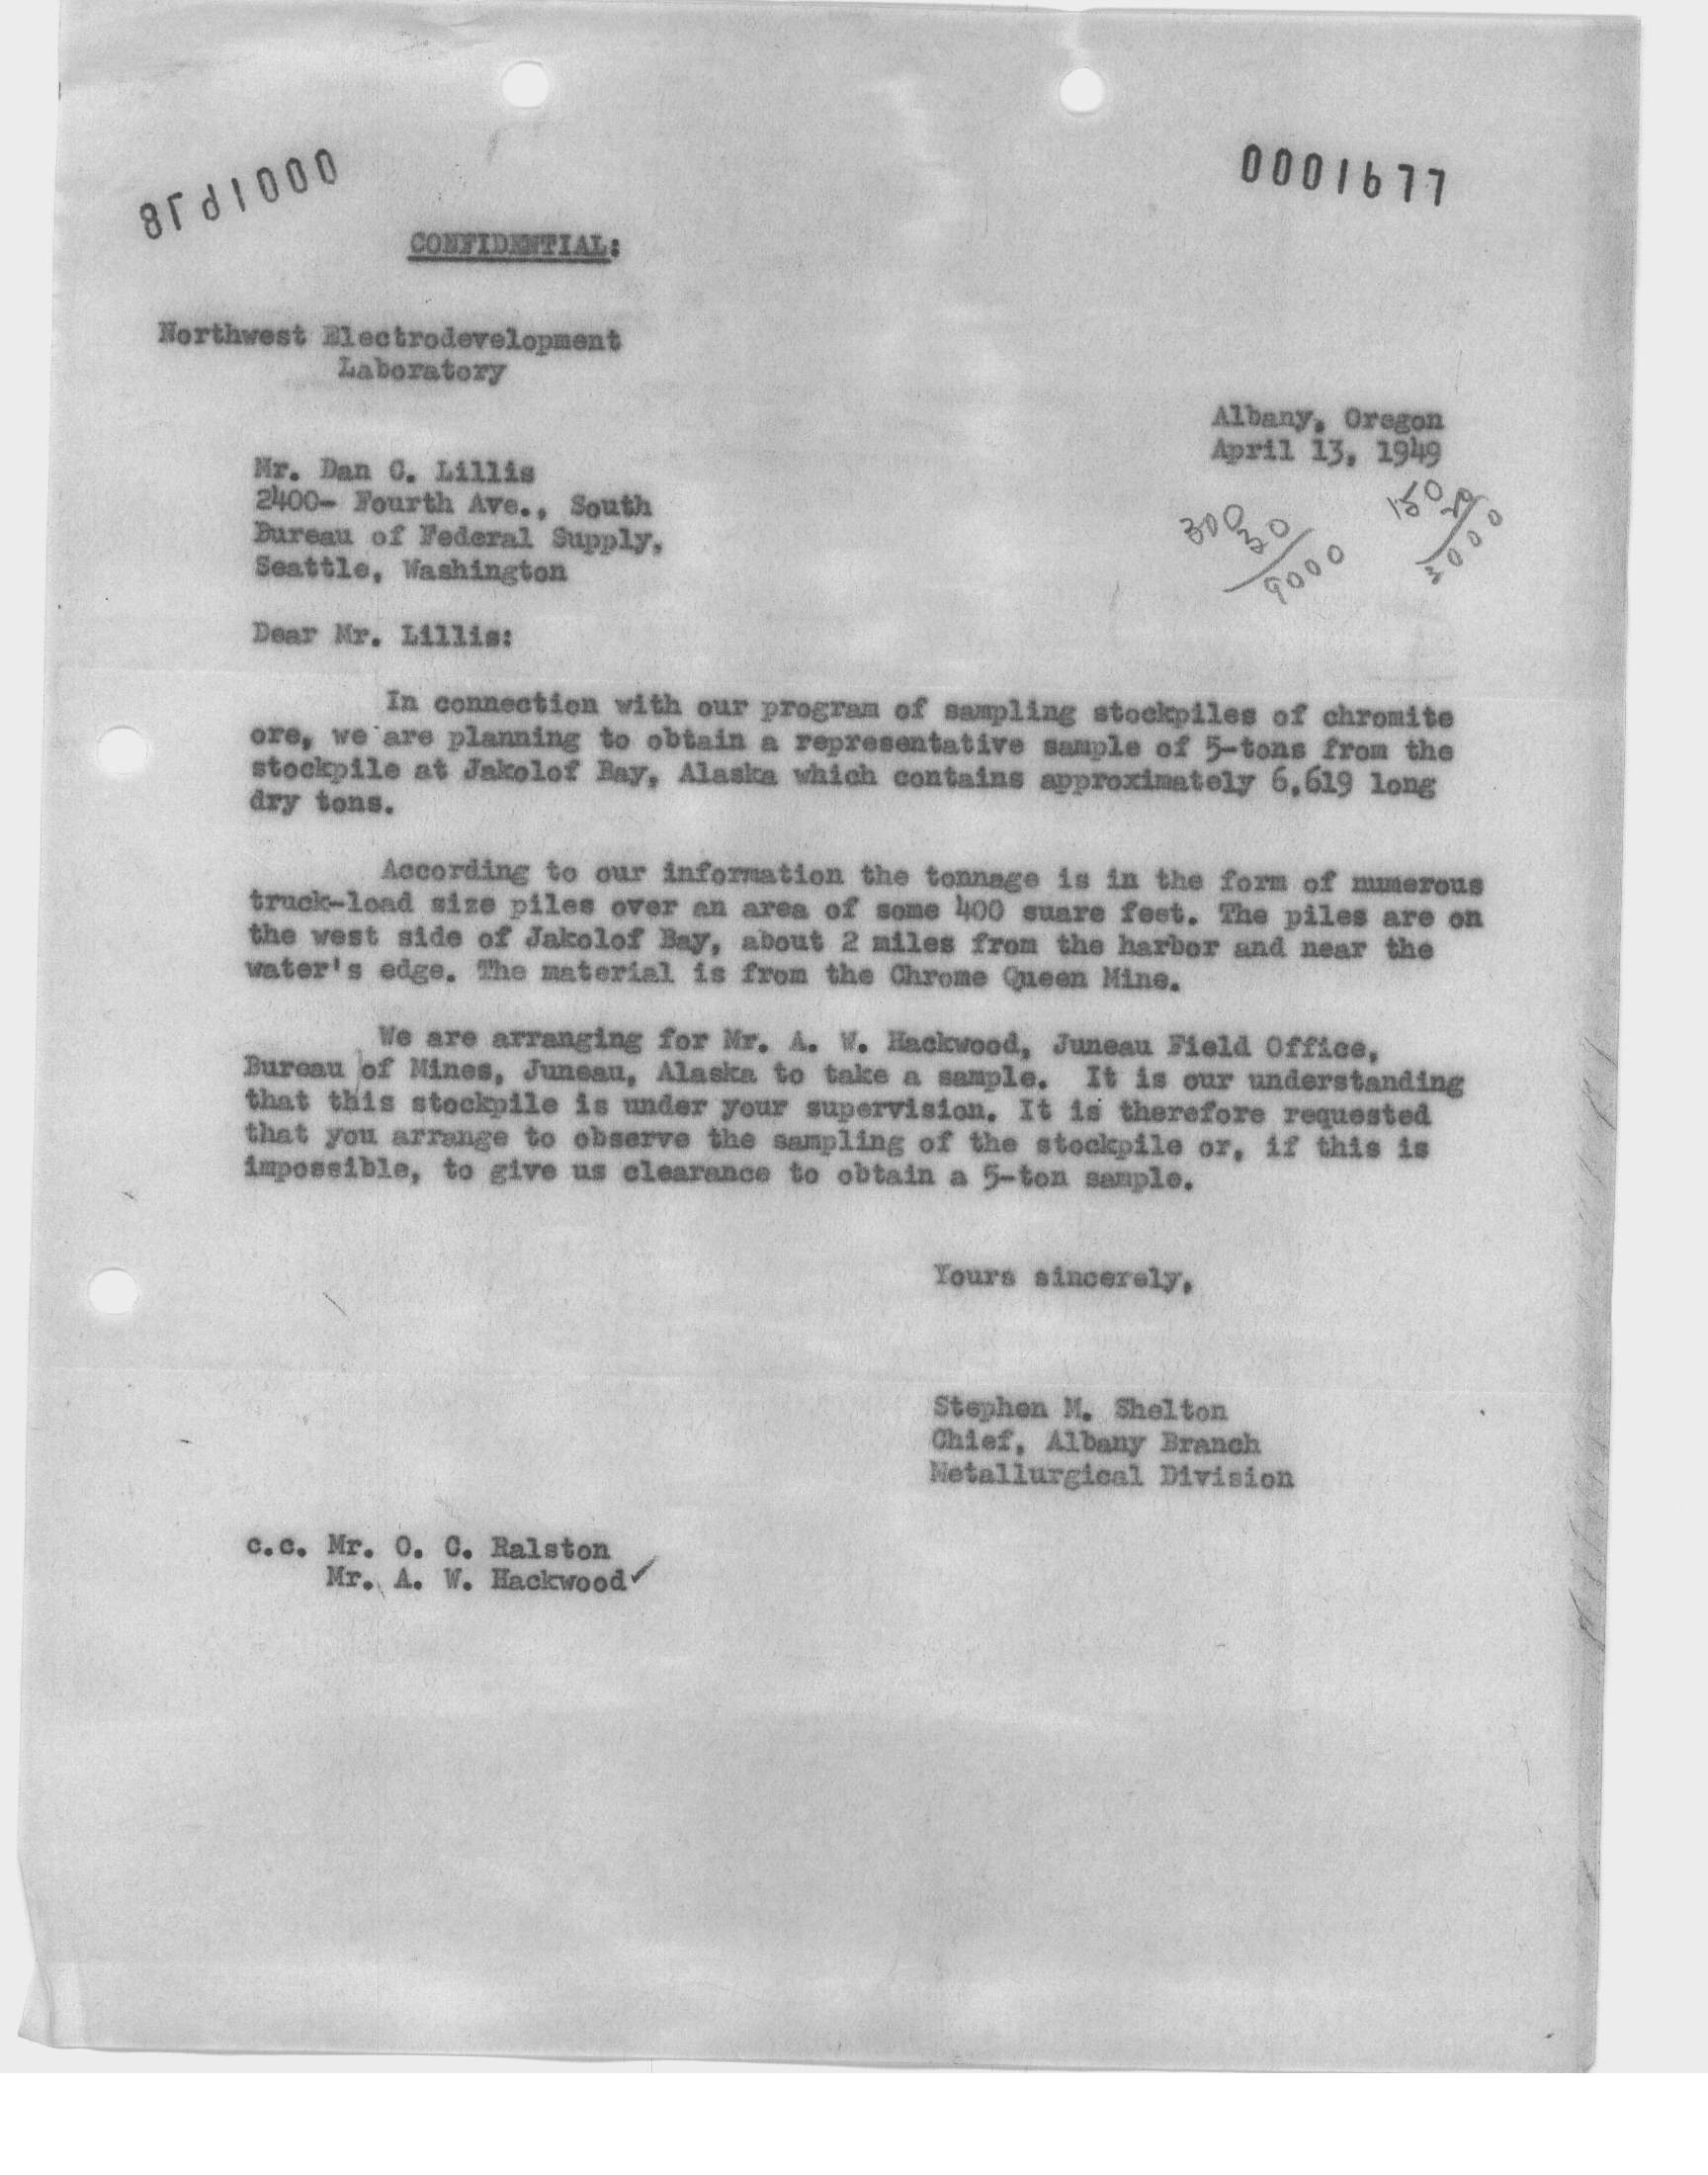 0001677
CONFIDENTIAL:
Northwest Electrodevelopment
Laboratory
Albany, Oregon
April 13, 1949
Mr. Dan C. Lillis
2400- Fourth Ave., South
Bureau of Federal Supply,
Seattle, Washington
300
30
9000
150
20
3000
Dear Mr. Lillis:
In connection with our program of sampling stockpiles of chromite
ore, we are planning to obtain a representative sample of 5-tons from the
stockpile at Jakolof Bay, Alaska which contains approximately 6,619 long
dry tons.
According to our information the tonnage is in the form of numerous
truck-load size piles over an area of some 400 suare feet. The piles are on
the west side of Jakolof Bay, about 2 miles from the harbor and near the
water's edge. The material is from the Chrome Queen Mine.
We are arranging for Mr. A. W. Hackwood, Juneau Field Office,
Bureau of Mines, Juneau, Alaska to take a sample. It is our understanding
that this stockpile is under your supervision. It is therefore requested
that you arrange to observe the sampling of the stockpile or, if this is
impossible, to give us clearance to obtain a 5-ton sample.
Yours sincerely,
Stephen M. Shelton
Chief, Albany Branch
Metallurgical Division
c.c. Mr. O. C. Ralston
Mr. A. W. Hackwood ✓